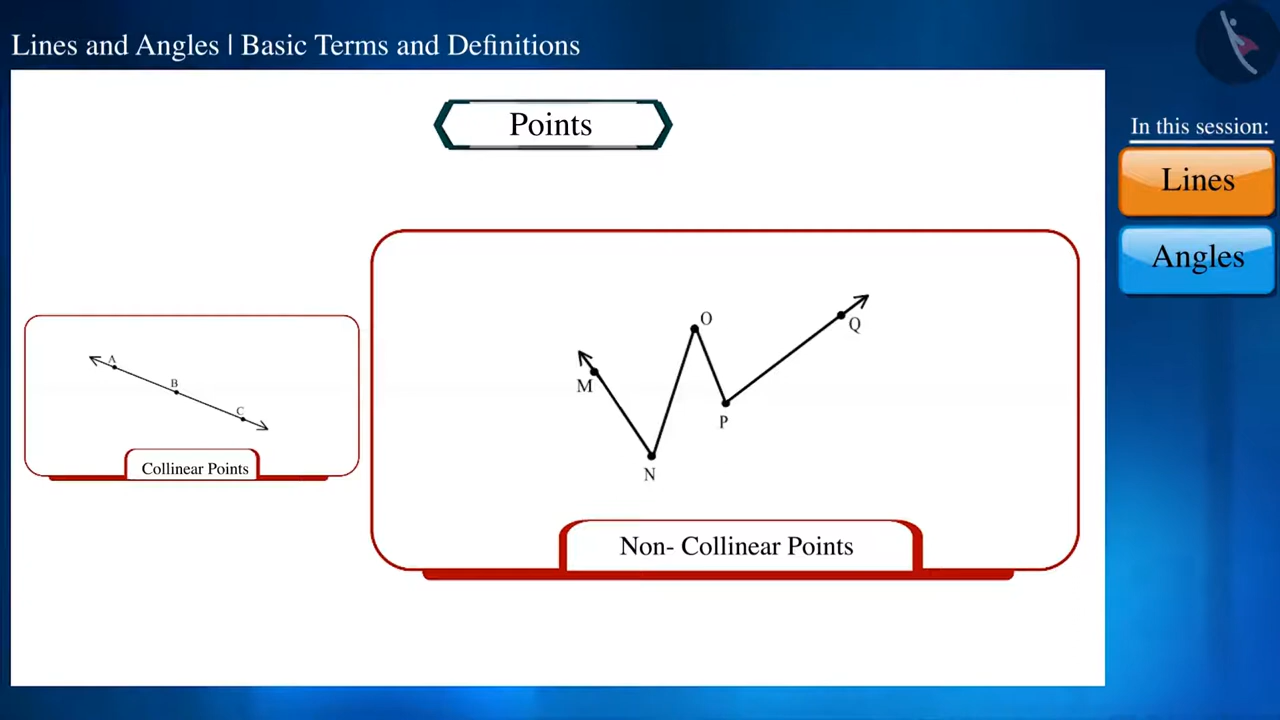 Lines and Angles | Basic Terms and Definitions
Points
In this session:
Lines
Angles
A
B
C
Collinear Points
M
N
O
P
Q
Non- Collinear Points